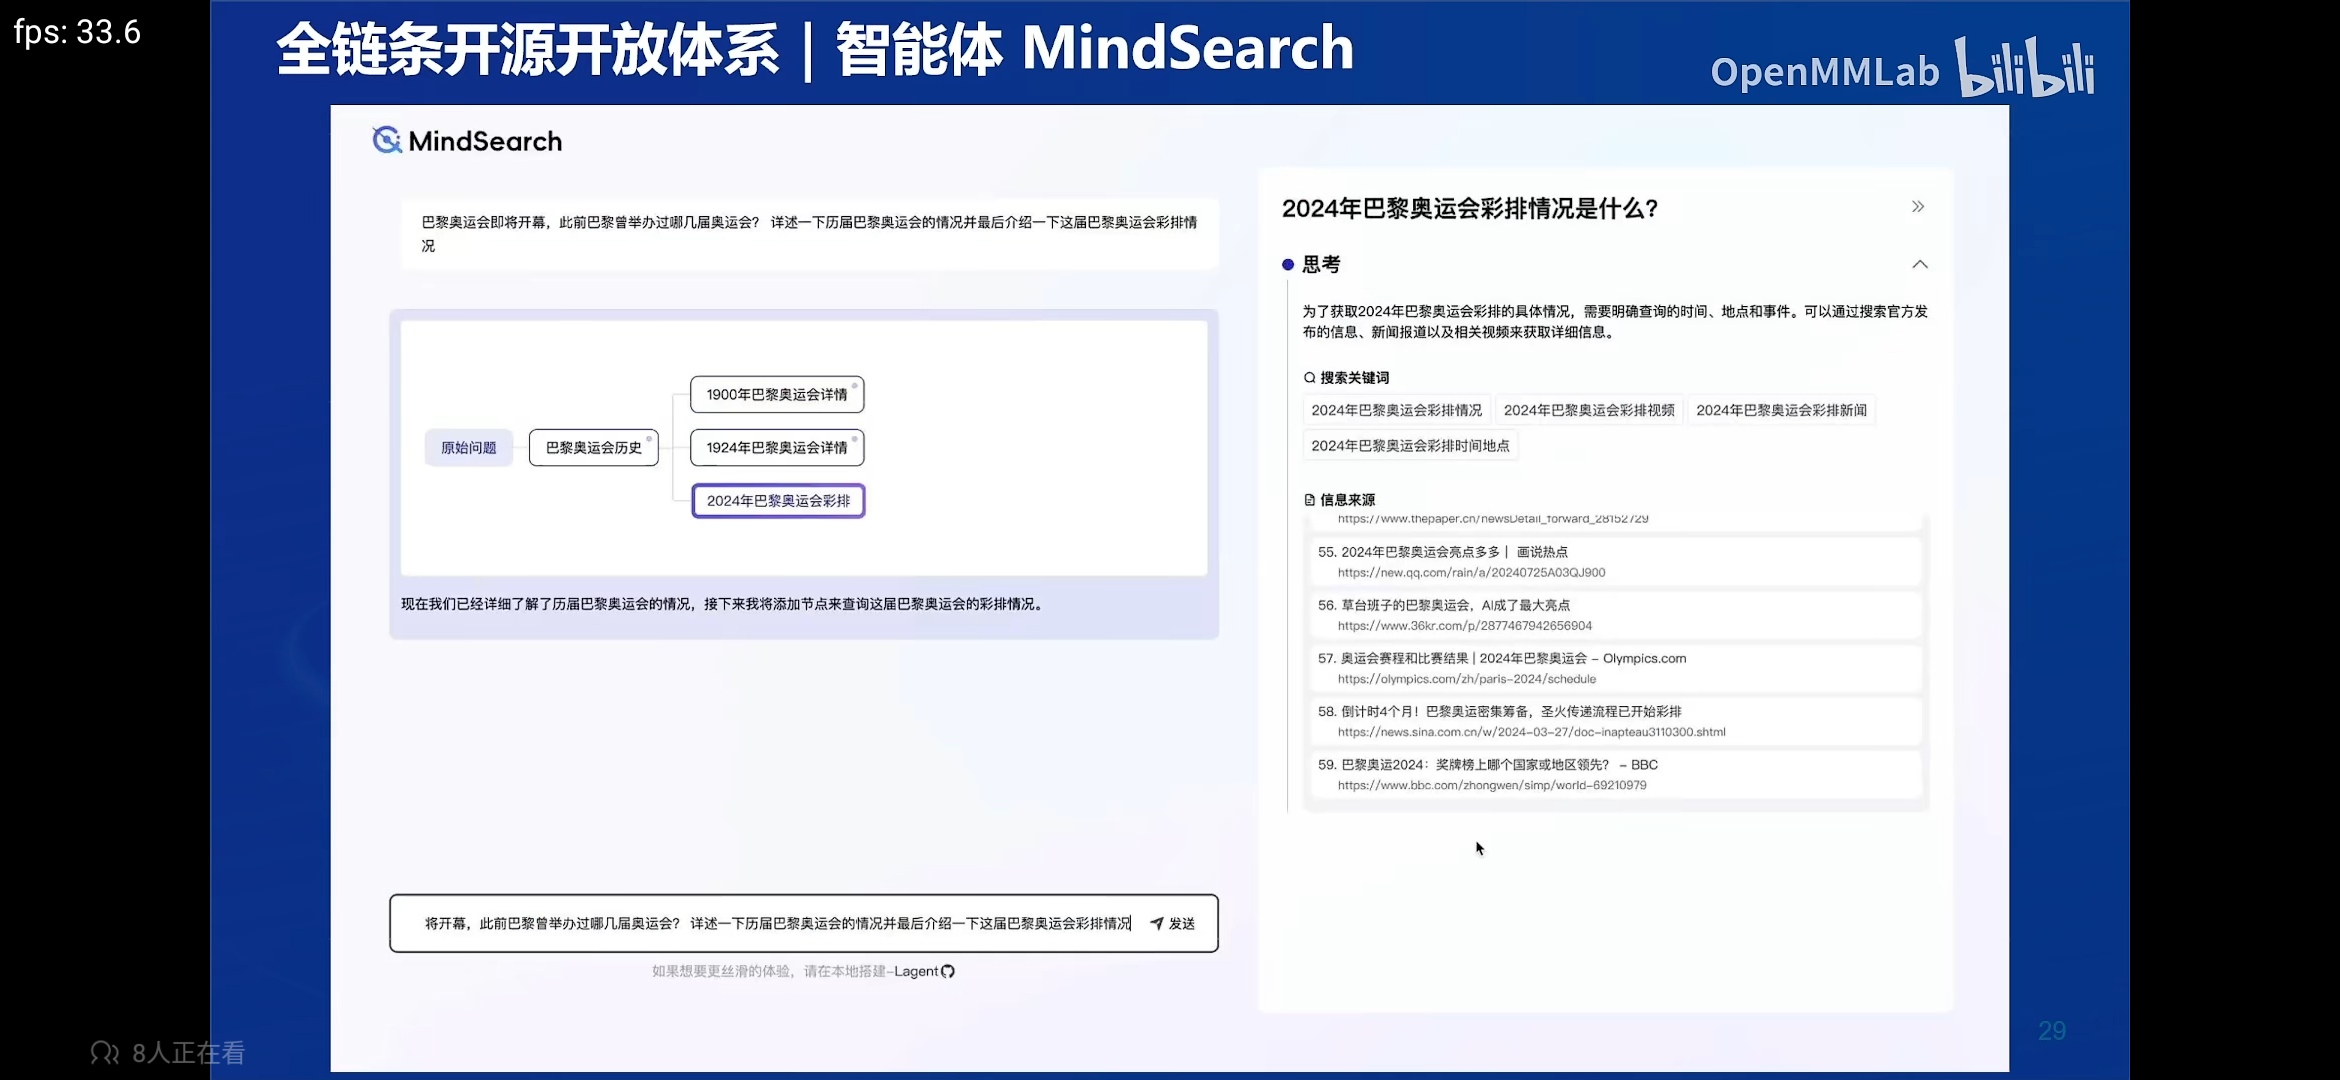 fps: 33.6
全链条开源开放体系 | 智能体 MindSearch
OpenMMLab bilibili
MindSearch
巴黎奥运会即将开幕，此前巴黎曾举办过哪几届奥运会？ 详述一下历届巴黎奥运会的情况并最后介绍一下这届巴黎奥运会彩排情
况
原始问题
巴黎奥运会历史
1900年巴黎奥运会详情
1924年巴黎奥运会详情
2024年巴黎奥运会彩排
现在我们已经详细了解了历届巴黎奥运会的情况，接下来我将添加节点来查询这届巴黎奥运会的彩排情况。
将开幕，此前巴黎曾举办过哪几届奥运会？ 详述一下历届巴黎奥运会的情况并最后介绍一下这届巴黎奥运会彩排情况 发送
如果想要更丝滑的体验，请在本地搭建-Lagent
2024年巴黎奥运会彩排情况是什么？
思考
为了获取2024年巴黎奥运会彩排的具体情况，需要明确查询的时间、地点和事件。可以通过搜索官方发
布的信息、新闻报道以及相关视频来获取详细信息。
搜索关键词
2024年巴黎奥运会彩排情况 2024年巴黎奥运会彩排视频 2024年巴黎奥运会彩排新闻
2024年巴黎奥运会彩排时间地点
信息来源
https://www.thepaper.cn/newsDetail_forward_28152729
55. 2024年巴黎奥运会亮点多多丨 画说热点
https://new.qq.com/rain/a/20240725A03QJ900
56. 草台班子的巴黎奥运会，AI成了最大亮点
https://www.36kr.com/p/2877467942656904
57. 奥运会赛程和比赛结果 | 2024年巴黎奥运会 – Olympics.com
https://olympics.com/zh/paris-2024/schedule
58. 倒计时4个月！巴黎奥运密集筹备，圣火传递流程已开始彩排
https://news.sina.com.cn/w/2024-03-27/doc-inapteau3110300.shtml
59. 巴黎奥运2024：奖牌榜上哪个国家或地区领先？ – BBC
https://www.bbc.com/zhongwen/simp/world-69210979
29
8人正在看